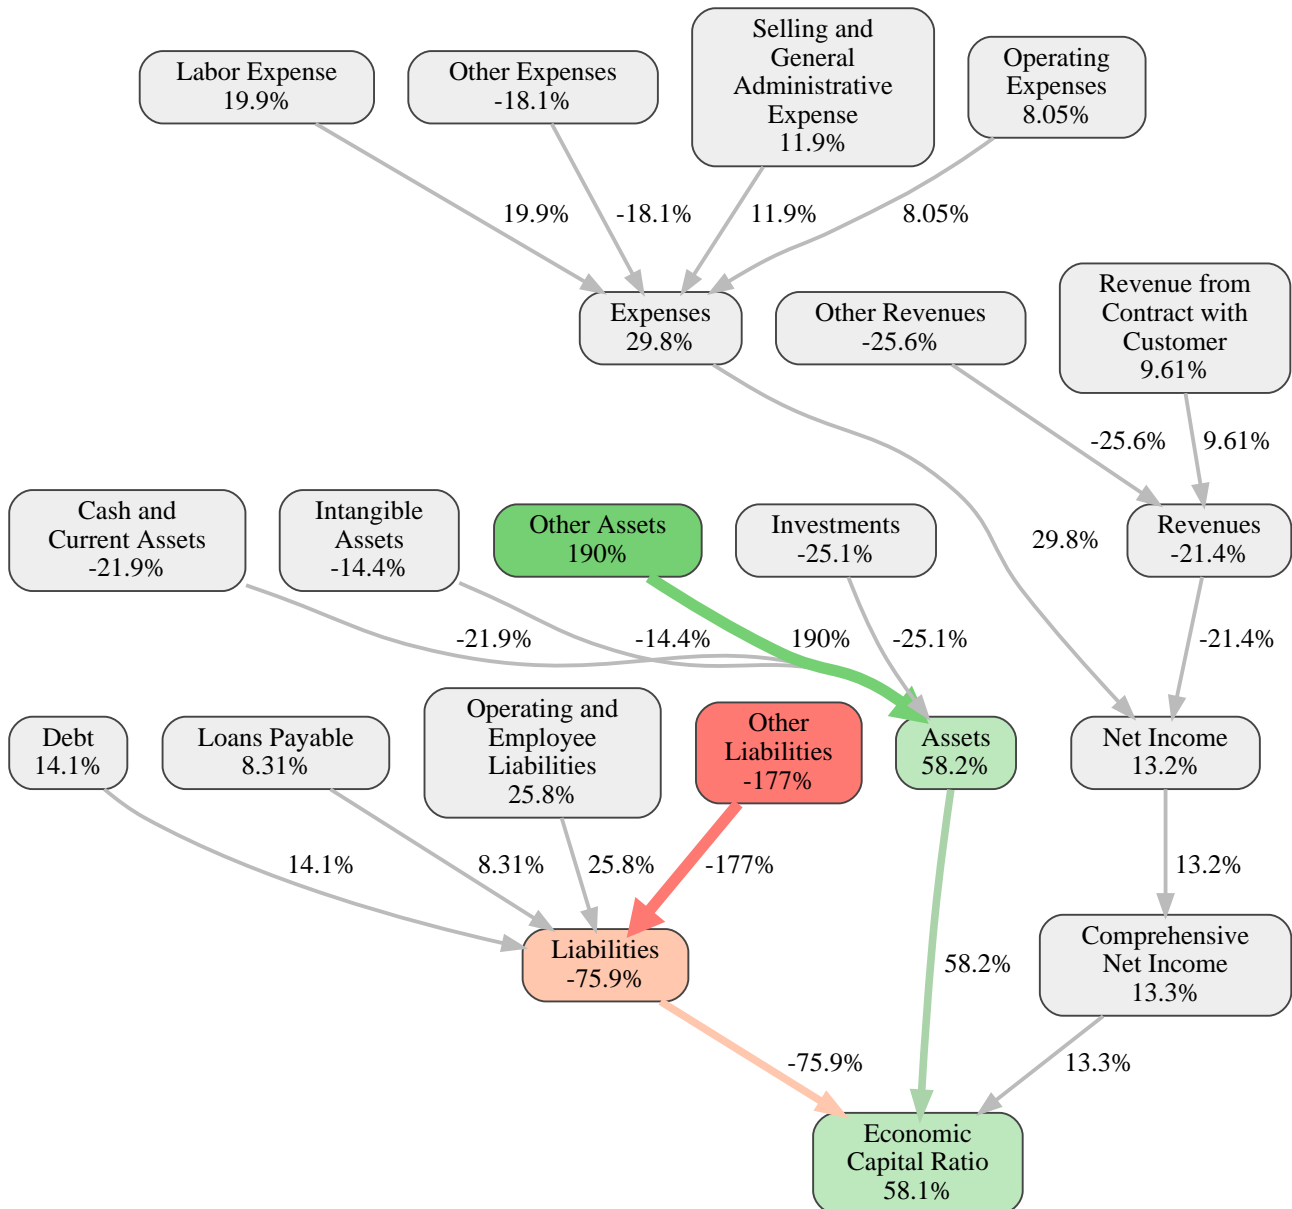 Labor Expense
19.9%
Other Expenses
-18.1%
Selling and
General
Administrative
Expense
11.9%
Operating
Expenses
8.05%
19.9%
-18.1%
11.9%
8.05%
Expenses
29.8%
Other Revenues
-25.6%
Revenue from
Contract with
Customer
9.61%
-25.6%
9.61%
Cash and
Current Assets
-21.9%
Intangible
Assets
-14.4%
Other Assets
190%
Investments
-25.1%
29.8%
Revenues
-21.4%
-21.9%
-14.4%
190%
-25.1%
-21.4%
Debt
14.1%
Loans Payable
8.31%
Operating and
Employee
Liabilities
25.8%
Other
Liabilities
-177%
Assets
58.2%
Net Income
13.2%
14.1%
8.31%
25.8%
-177%
13.2%
Liabilities
-75.9%
58.2%
Comprehensive
Net Income
13.3%
-75.9%
13.3%
Economic
Capital Ratio
58.1%